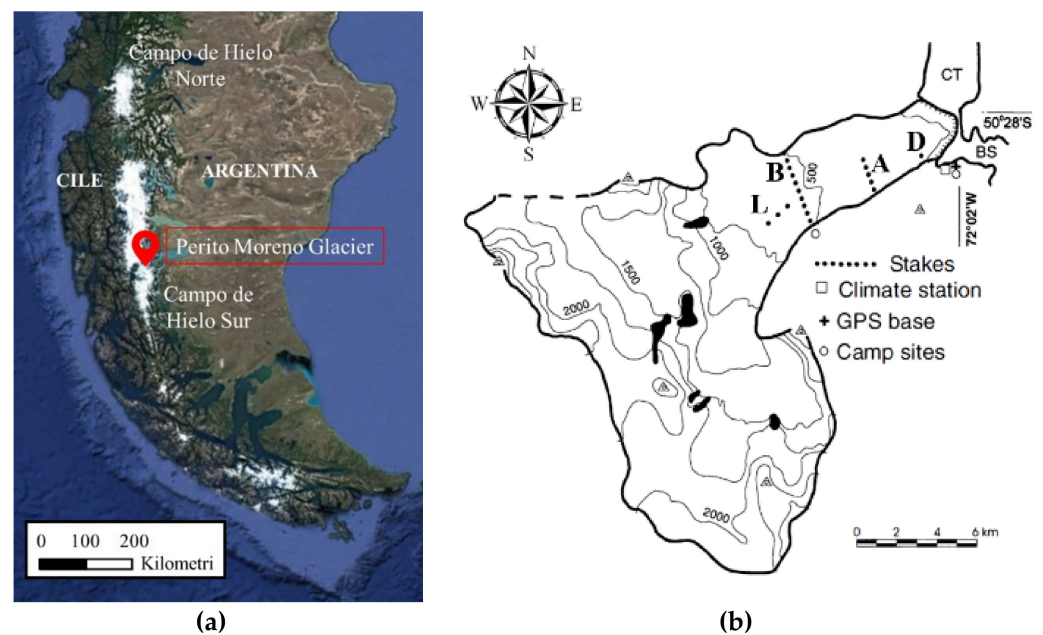 Campo de Hielo
Norte
CILE
ARGENTINA
Perito Moreno Glacier
Campo de
Hielo Sur
0 100 200
Kilometri
(a)
N
W
E
S
CT
50°28'S
BS
72°02'W
D
A
B
L
500
1000
1500
2000
2000
Stakes
Climate station
GPS base
Camp sites
0 2 4 6 km
(b)